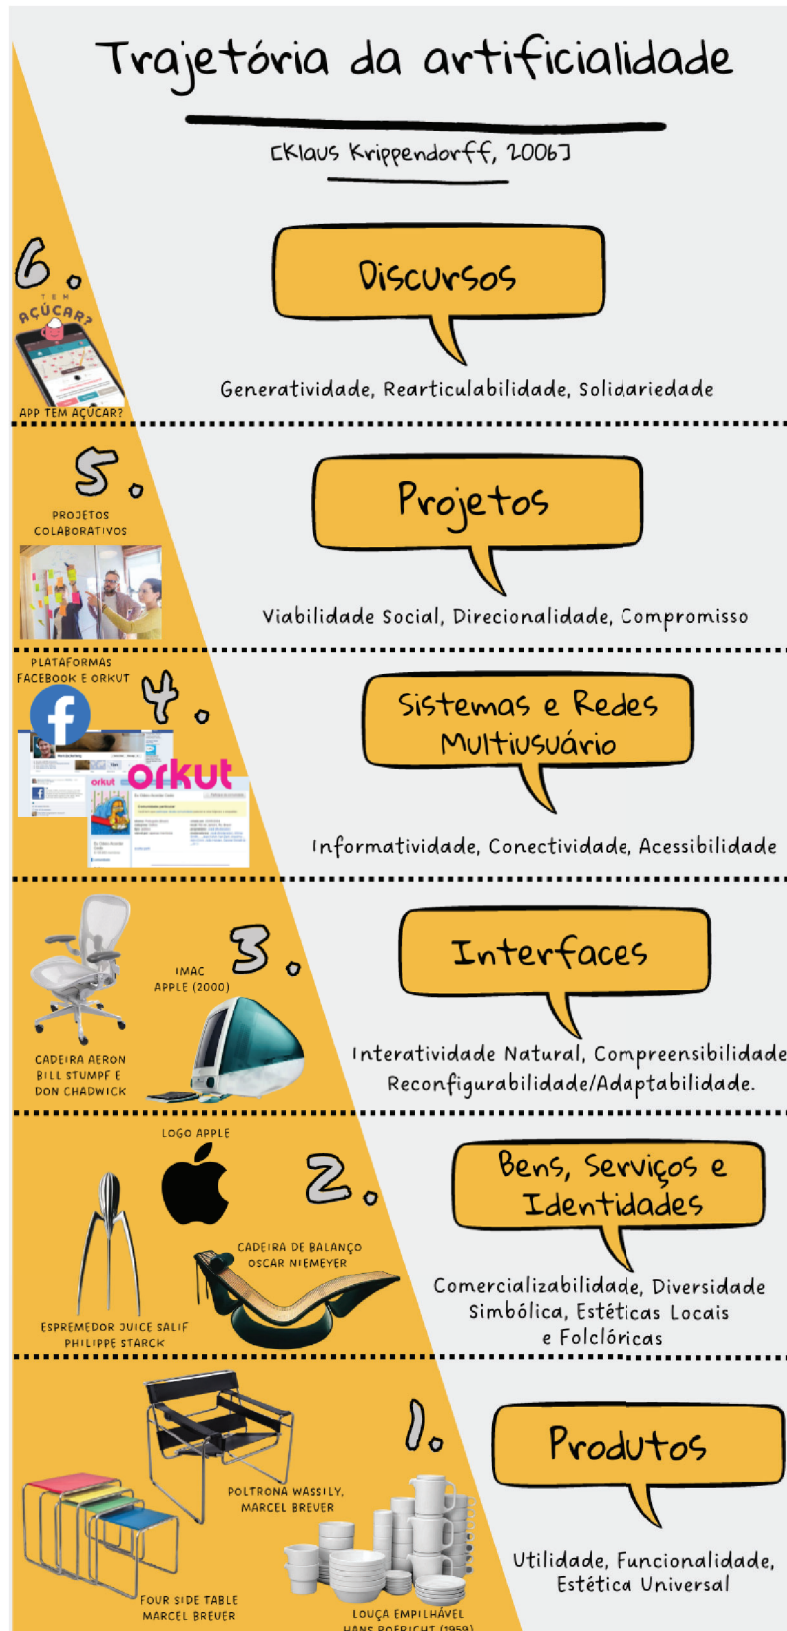 Trajetória da artificialidade
[Klaus Krippendorff, 2006]
6.
Discursos
TEM
AÇÚCAR?
Generatividade, Rearticulabilidade, Solidariedade
APP TEM AÇÚCAR?
5.
Projetos
PROJETOS
COLABORATIVOS
Viabilidade Social, Direcionalidade, Compromisso
PLATAFORMAS
FACEBOOK E ORKUT
4.
Sistemas e Redes
Multiusuário
f
orkut
orkut
Informatividade, Conectividade, Acessibilidade
3.
Interfaces
IMAC
APPLE (2000)
CADEIRA AERON
BILL STUMPF E
DON CHADWICK
Interatividade Natural, Compreensibilidade
Reconfigurabilidade/Adaptabilidade.
LOGO APPLE
2.
Bens, Serviços e
Identidades
CADEIRA DE BALANÇO
OSCAR NIEMEYER
Comercializabilidade, Diversidade
Simbólica, Estéticas Locais
e Folclóricas
ESPREMEDOR JUICE SALIF
PHILIPPE STARCK
1.
Produtos
POLTRONA WASSILY,
MARCEL BREUER
Utilidade, Funcionalidade,
Estética Universal
FOUR SIDE TABLE
MARCEL BREUER
LOUÇA EMPILHÁVEL
HANS ROERICHT (1959)